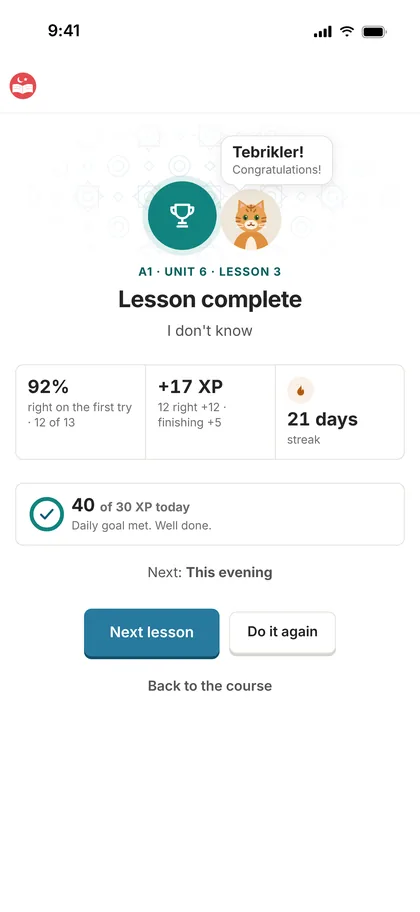 9:41
Tebrikler!
Congratulations!
A1 · UNIT 6 · LESSON 3
Lesson complete
I don't know
92%
right on the first try
· 12 of 13
+17 XP
12 right +12 ·
finishing +5
21 days
streak
40 of 30 XP today
Daily goal met. Well done.
Next: This evening
Next lesson
Do it again
Back to the course